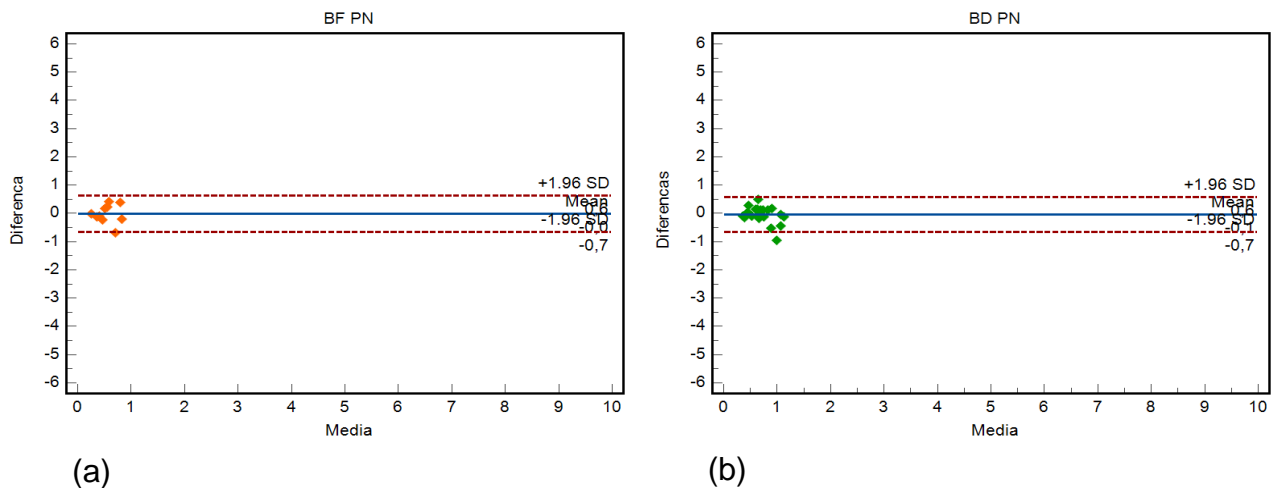 BF PN
6
5
4
3
2
1
0
-1
-2
-3
-4
-5
-6
Diferenca
+1.96 SD
0,6
Mean
-0,0
-1.96 SD
-0,7
0 1 2 3 4 5 6 7 8 9 10
Media
(a)
BD PN
6
5
4
3
2
1
0
-1
-2
-3
-4
-5
-6
Diferencas
+1.96 SD
0,6
Mean
-0,1
-1.96 SD
-0,7
0 1 2 3 4 5 6 7 8 9 10
Media
(b)